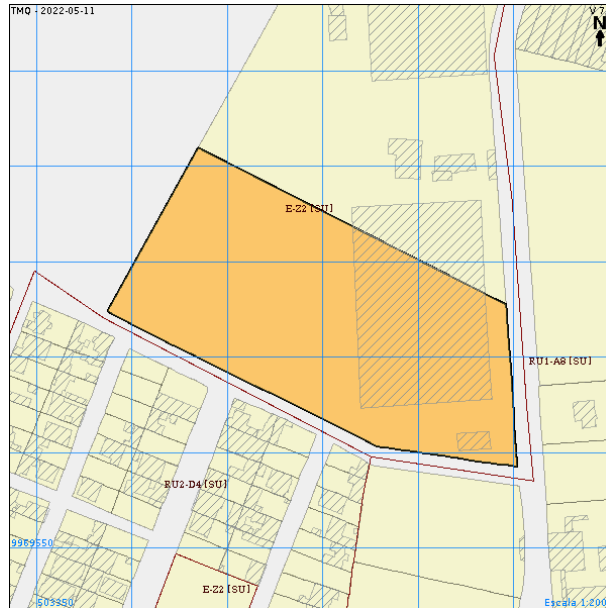 TMQ - 2022-05-11
V 7
N
E-Z2 [SU]
RU1-A8 [SU]
RU2-D4 [SU]
9969550
E-Z2 [SU]
503350
Escala 1:200